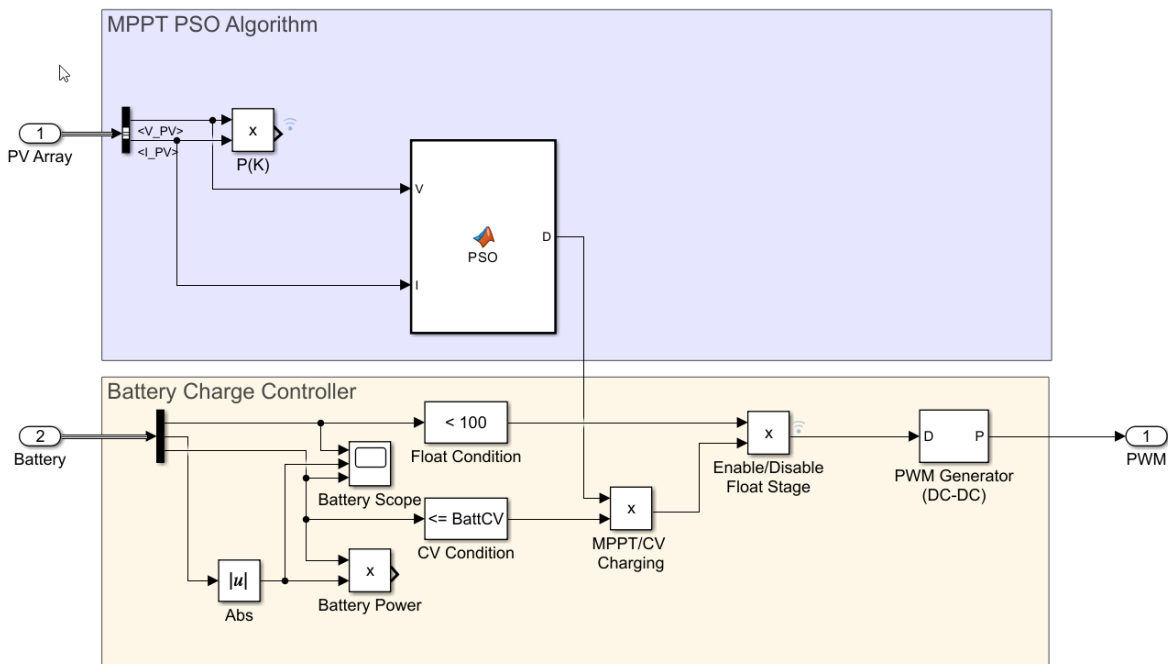 MPPT PSO Algorithm
1
PV Array
<V_PV>
<I_PV>
x
P(K)
V
I
D
PSO
Battery Charge Controller
2
Battery
< 100
Float Condition
Battery Scope
<= BattCV
CV Condition
|u|
Abs
x
Battery Power
x
MPPT/CV
Charging
x
Enable/Disable
Float Stage
D P
PWM Generator
(DC-DC)
1
PWM